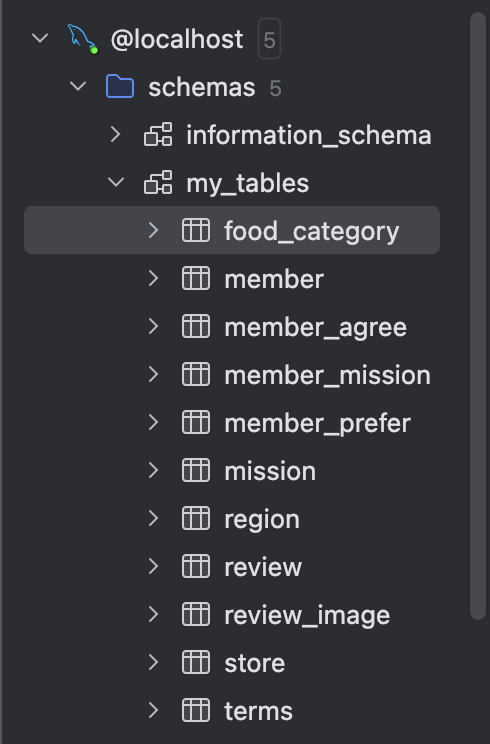 @localhost 5
schemas 5
information_schema
my_tables
food_category
member
member_agree
member_mission
member_prefer
mission
region
review
review_image
store
terms